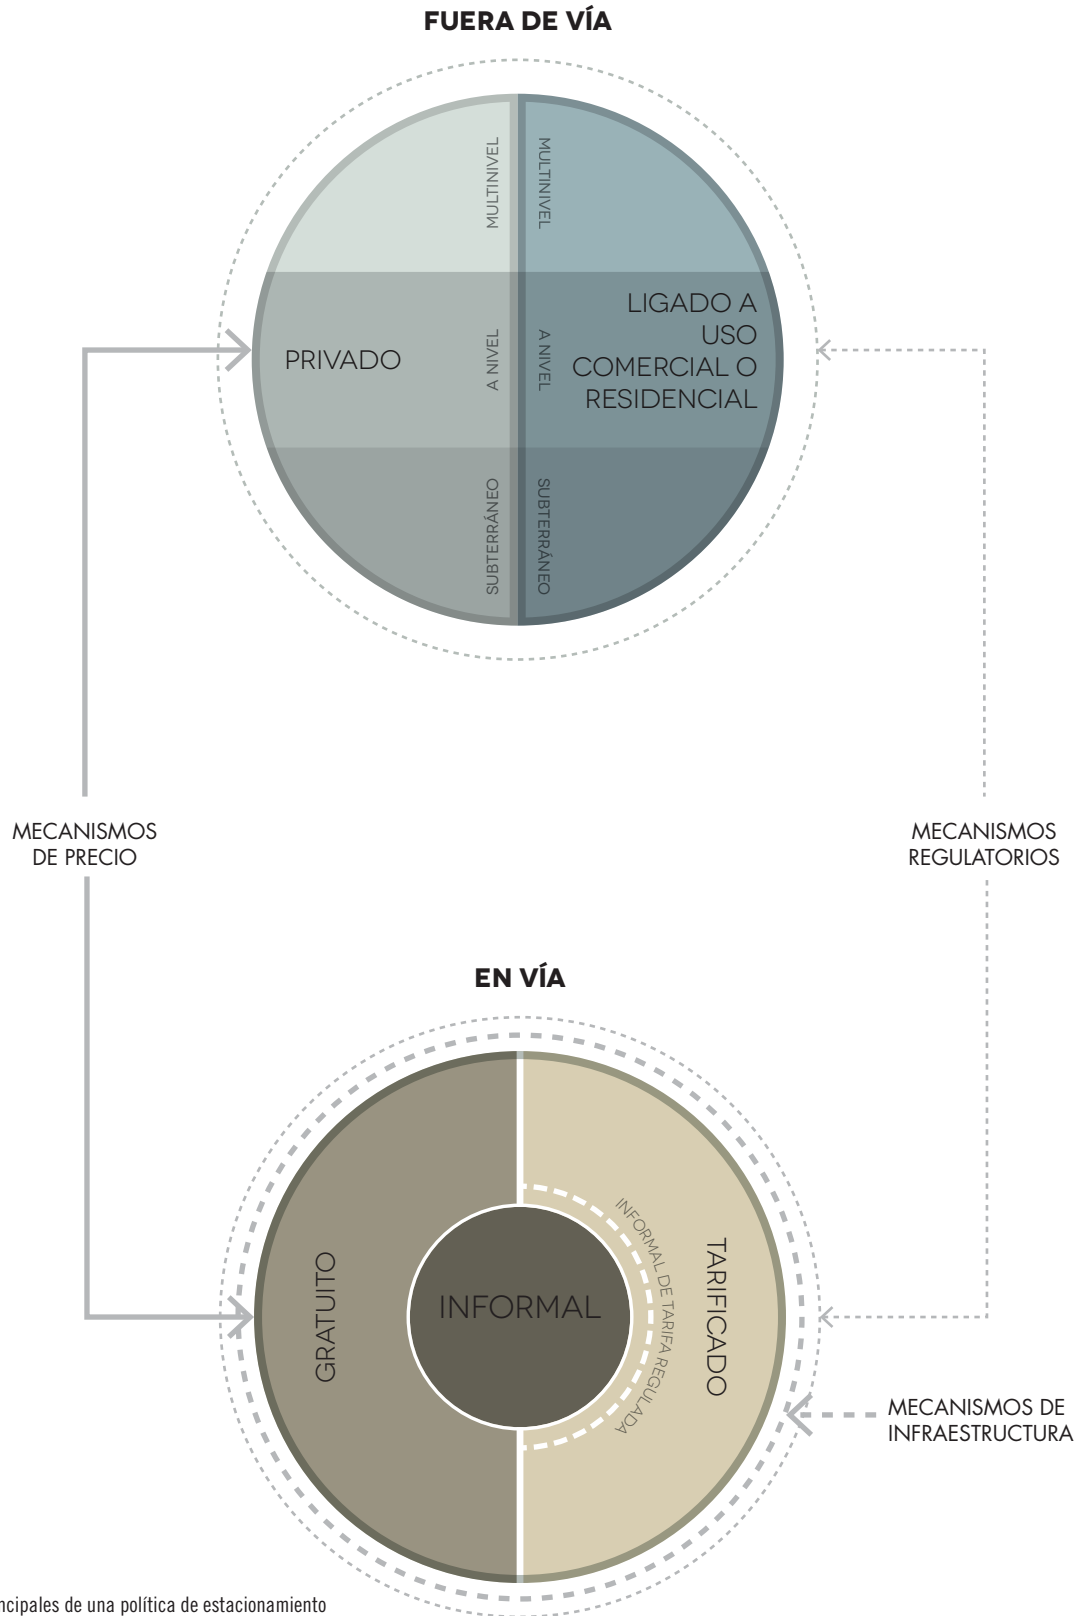 FUERA DE VÍA
MULTINIVEL
MULTINIVEL
PRIVADO
A NIVEL
A NIVEL
LIGADO A
USO
COMERCIAL O
RESIDENCIAL
SUBTERRÁNEO
SUBTERRÁNEO
MECANISMOS
DE PRECIO
MECANISMOS
REGULATORIOS
EN VÍA
GRATUITO
INFORMAL
INFORMAL DE TARIFA REGULADA
TARIFICADO
MECANISMOS DE
INFRAESTRUCTURA
ncipales de una política de estacionamiento